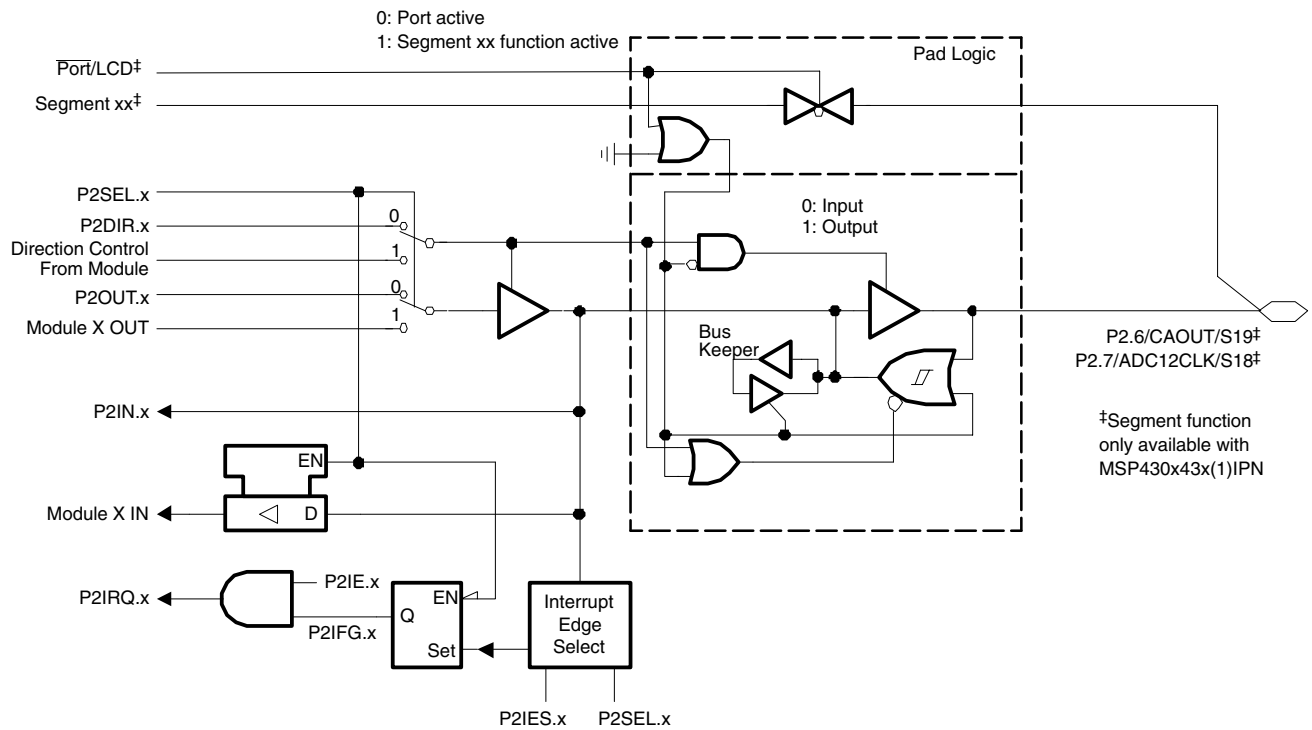 0: Port active
1: Segment xx function active
Pad Logic
Port/LCD‡
Segment xx‡
P2SEL.x
P2DIR.x
0
Direction Control
From Module
1
P2OUT.x
0
Module X OUT
1
0: Input
1: Output
Bus
Keeper
P2.6/CAOUT/S19‡
P2.7/ADC12CLK/S18‡
P2IN.x
‡Segment function
only available with
MSP430x43x(1)IPN
EN
Module X IN
D
P2IRQ.x
P2IE.x
P2IFG.x
EN
Q
Set
Interrupt
Edge
Select
P2IES.x
P2SEL.x